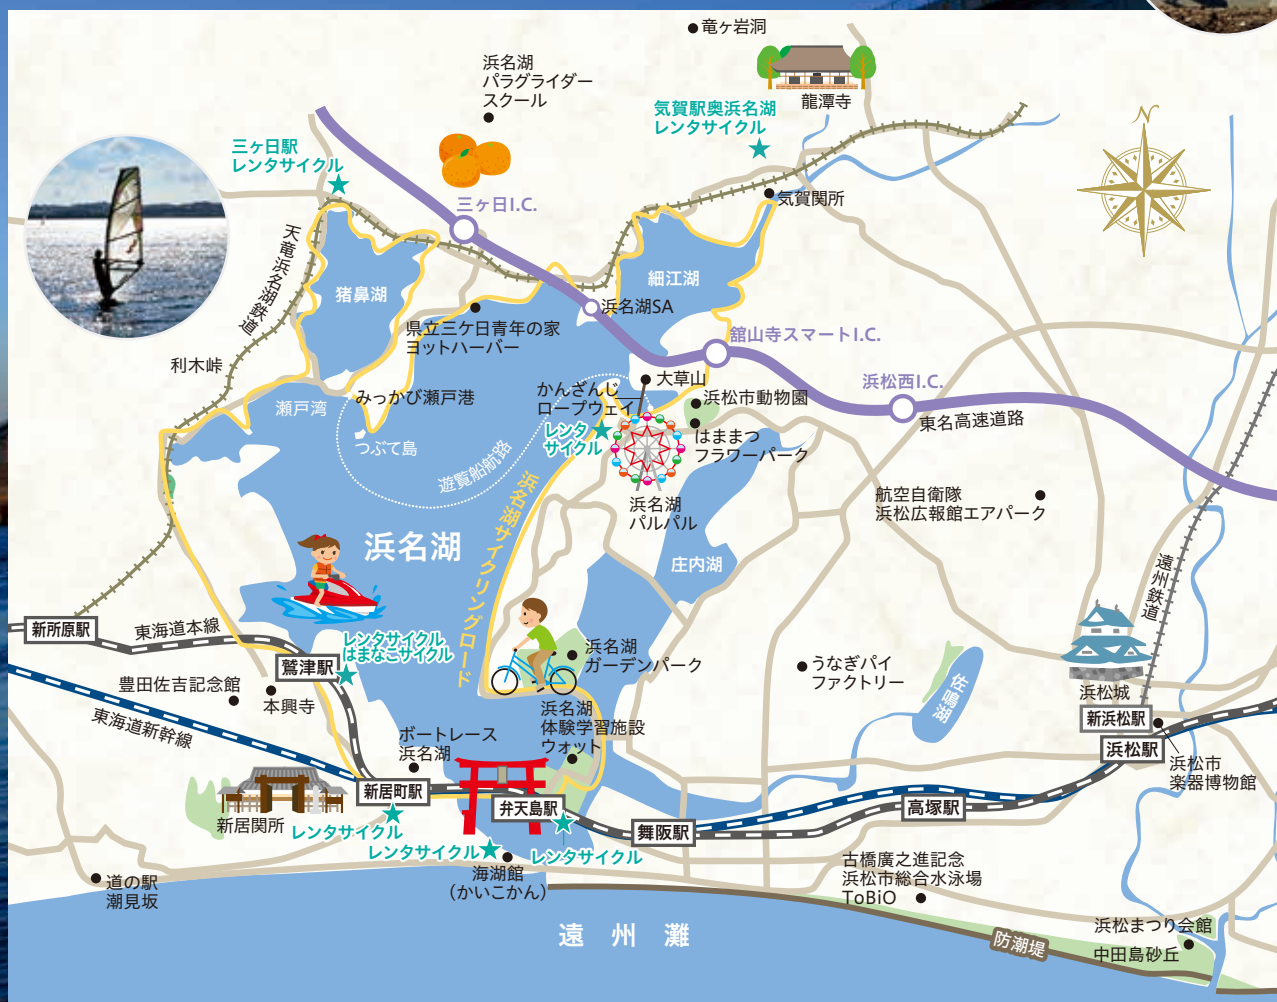 竜ヶ岩洞
浜名湖
パラグライダー
スクール
龍潭寺
気賀駅奥浜名湖
レンタサイクル
N
三ヶ日駅
レンタサイクル
三ヶ日I.C.
気賀関所
天竜浜名湖鉄道
猪鼻湖
細江湖
浜名湖SA
県立三ケ日青年の家
ヨットハーバー
舘山寺スマートI.C.
利木峠
大草山
浜松西I.C.
かんざんじ
ロープウェイ
みっかび瀬戸港
浜松市動物園
瀬戸湾
東名高速道路
レンタ
サイクル
はままつ
フラワーパーク
つぶて島
遊覧船航路
浜名湖サイクリングロード
浜名湖
パルパル
航空自衛隊
浜松広報館エアパーク
浜名湖
庄内湖
遠州鉄道
新所原駅
東海道本線
レンタサイクル
はまなこサイクル
鷲津駅
浜名湖
ガーデンパーク
うなぎパイ
ファクトリー
豊田佐吉記念館
本興寺
佐鳴湖
浜松城
東海道新幹線
浜名湖
体験学習施設
ウォット
新浜松駅
ボートレース
浜名湖
浜松駅
浜松市
楽器博物館
新居町駅
弁天島駅
高塚駅
新居関所
レンタサイクル
舞阪駅
レンタサイクル
レンタサイクル
海湖館
(かいこかん)
古橋廣之進記念
浜松市総合水泳場
ToBiO
道の駅
潮見坂
浜松まつり会館
遠州灘
防潮堤
中田島砂丘